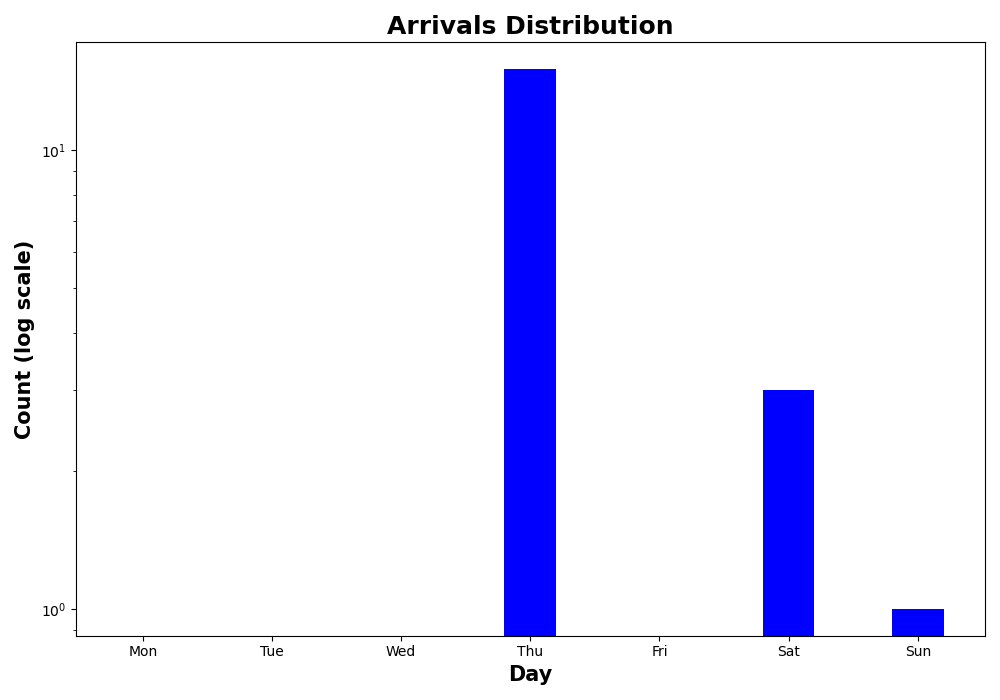 Arrivals Distribution
Count (log scale)
10¹
10⁰
Mon Tue Wed Thu Fri Sat Sun
Day